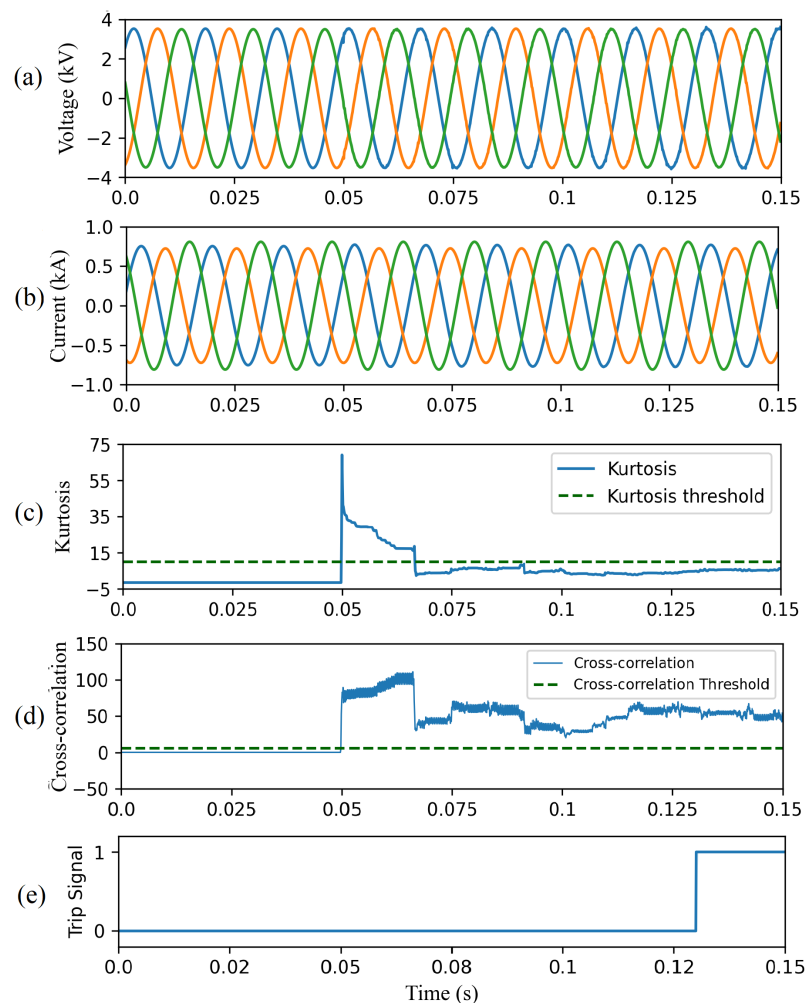 4
2
0
−2
−4
Voltage (kV)
(a)
0.0 0.025 0.05 0.075 0.1 0.125 0.15
1.0
0.5
0.0
−0.5
−1.0
Current (kA)
(b)
0.0 0.025 0.05 0.075 0.1 0.125 0.15
75
55
35
15
−5
Kurtosis
(c)
Kurtosis
Kurtosis threshold
0.0 0.025 0.05 0.075 0.1 0.125 0.15
150
100
50
0
−50
Cross-correlation
(d)
Cross-correlation
Cross-correlation Threshold
0.0 0.025 0.05 0.075 0.1 0.125 0.15
1
0
Trip Signal
(e)
0.0 0.02 0.05 0.08 0.1 0.12 0.15
Time (s)